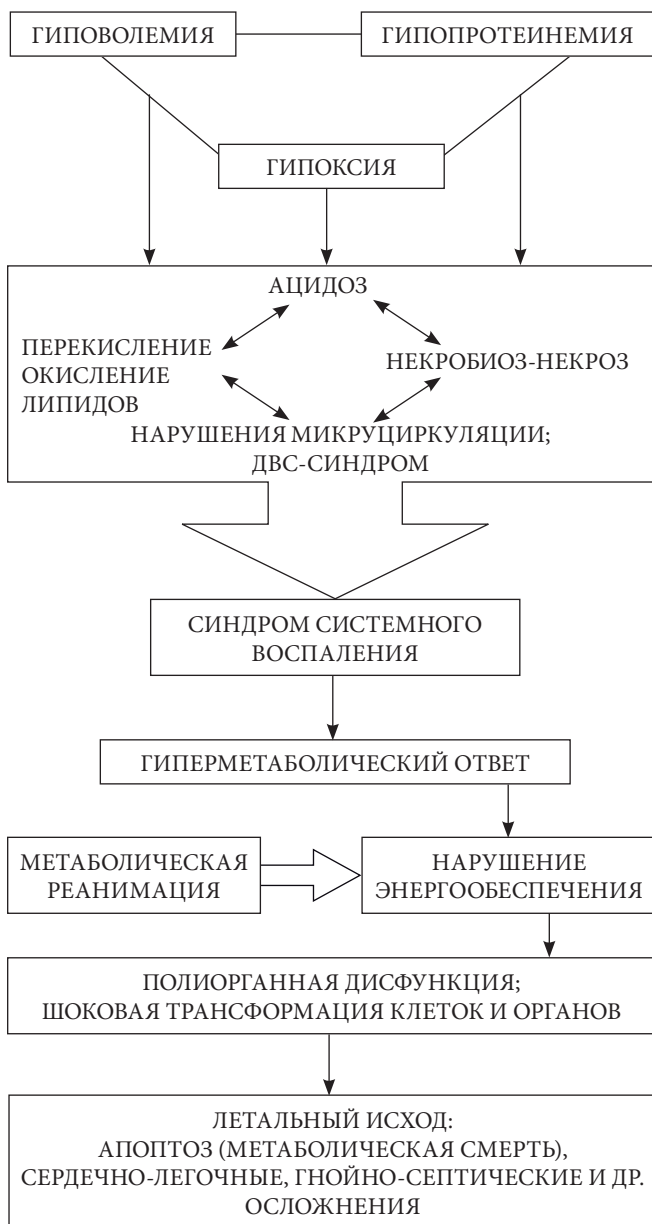 ГИПОВОЛЕМИЯ
ГИПОПРОТЕИНЕМИЯ
ГИПОКСИЯ
АЦИДОЗ
ПЕРЕКИСЛЕНИЕ
ОКИСЛЕНИЕ
ЛИПИДОВ
НЕКРОБИОЗ-НЕКРОЗ
НАРУШЕНИЯ МИКРУЦИРКУЛЯЦИИ;
ДВС-СИНДРОМ
СИНДРОМ СИСТЕМНОГО
ВОСПАЛЕНИЯ
ГИПЕРМЕТАБОЛИЧЕСКИЙ ОТВЕТ
МЕТАБОЛИЧЕСКАЯ
РЕАНИМАЦИЯ
НАРУШЕНИЕ
ЭНЕРГООБЕСПЕЧЕНИЯ
ПОЛИОРГАННАЯ ДИСФУНКЦИЯ;
ШОКОВАЯ ТРАНСФОРМАЦИЯ КЛЕТОК И ОРГАНОВ
ЛЕТАЛЬНЫЙ ИСХОД:
АПОПТОЗ (МЕТАБОЛИЧЕСКАЯ СМЕРТЬ),
СЕРДЕЧНО-ЛЕГОЧНЫЕ, ГНОЙНО-СЕПТИЧЕСКИЕ И ДР.
ОСЛОЖНЕНИЯ